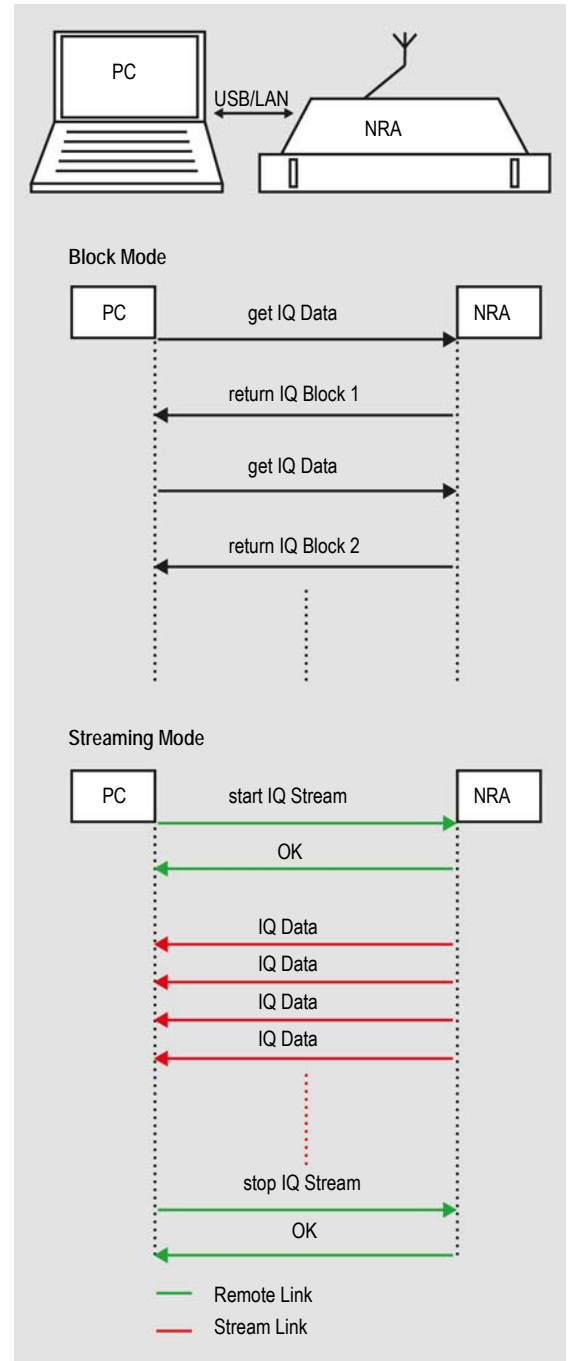 PC
USB/LAN
NRA
Block Mode
PC
get IQ Data
NRA
return IQ Block 1
get IQ Data
return IQ Block 2
Streaming Mode
PC
start IQ Stream
NRA
OK
IQ Data
IQ Data
IQ Data
IQ Data
stop IQ Stream
OK
Remote Link
Stream Link